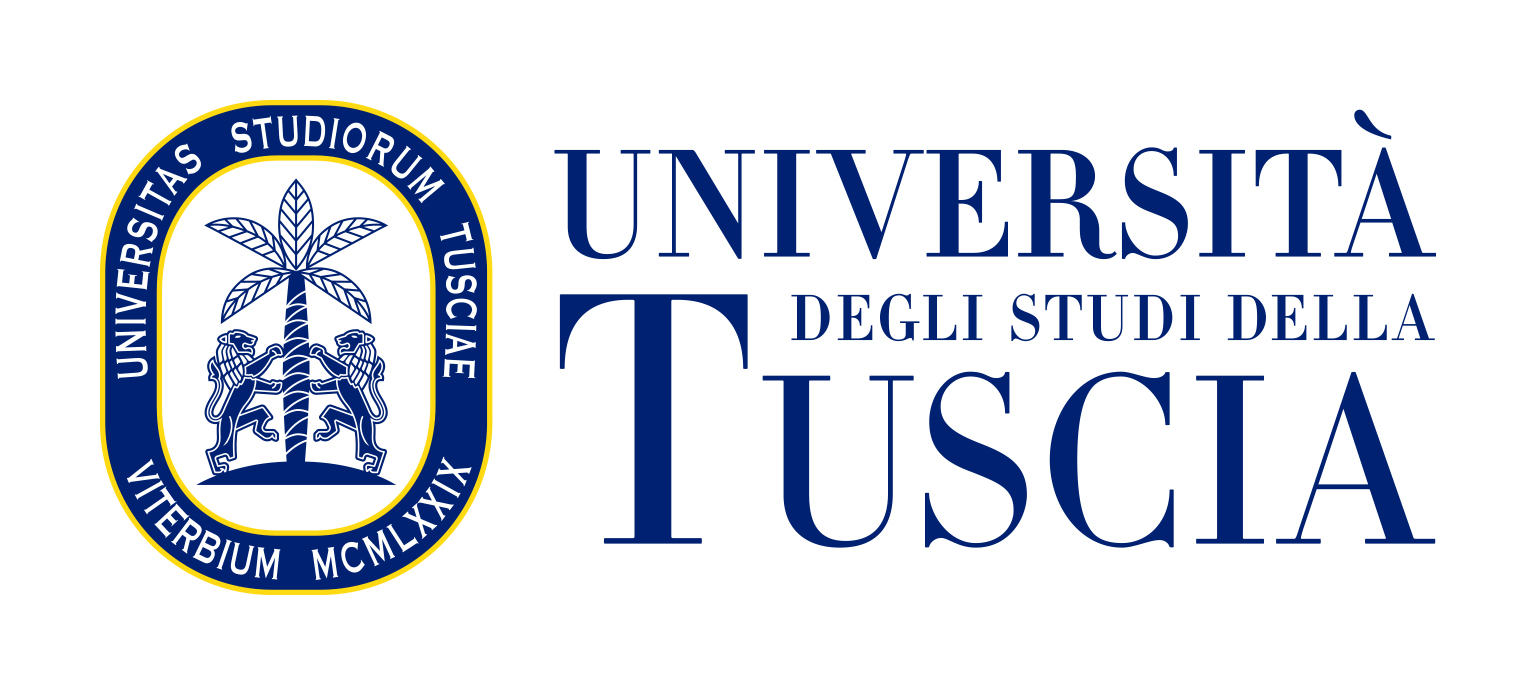 UNIVERSITAS STUDIORUM TUSCIAE
VITERBIUM MCMLXXIX
UNIVERSITÀ
DEGLI STUDI DELLA
TUSCIA